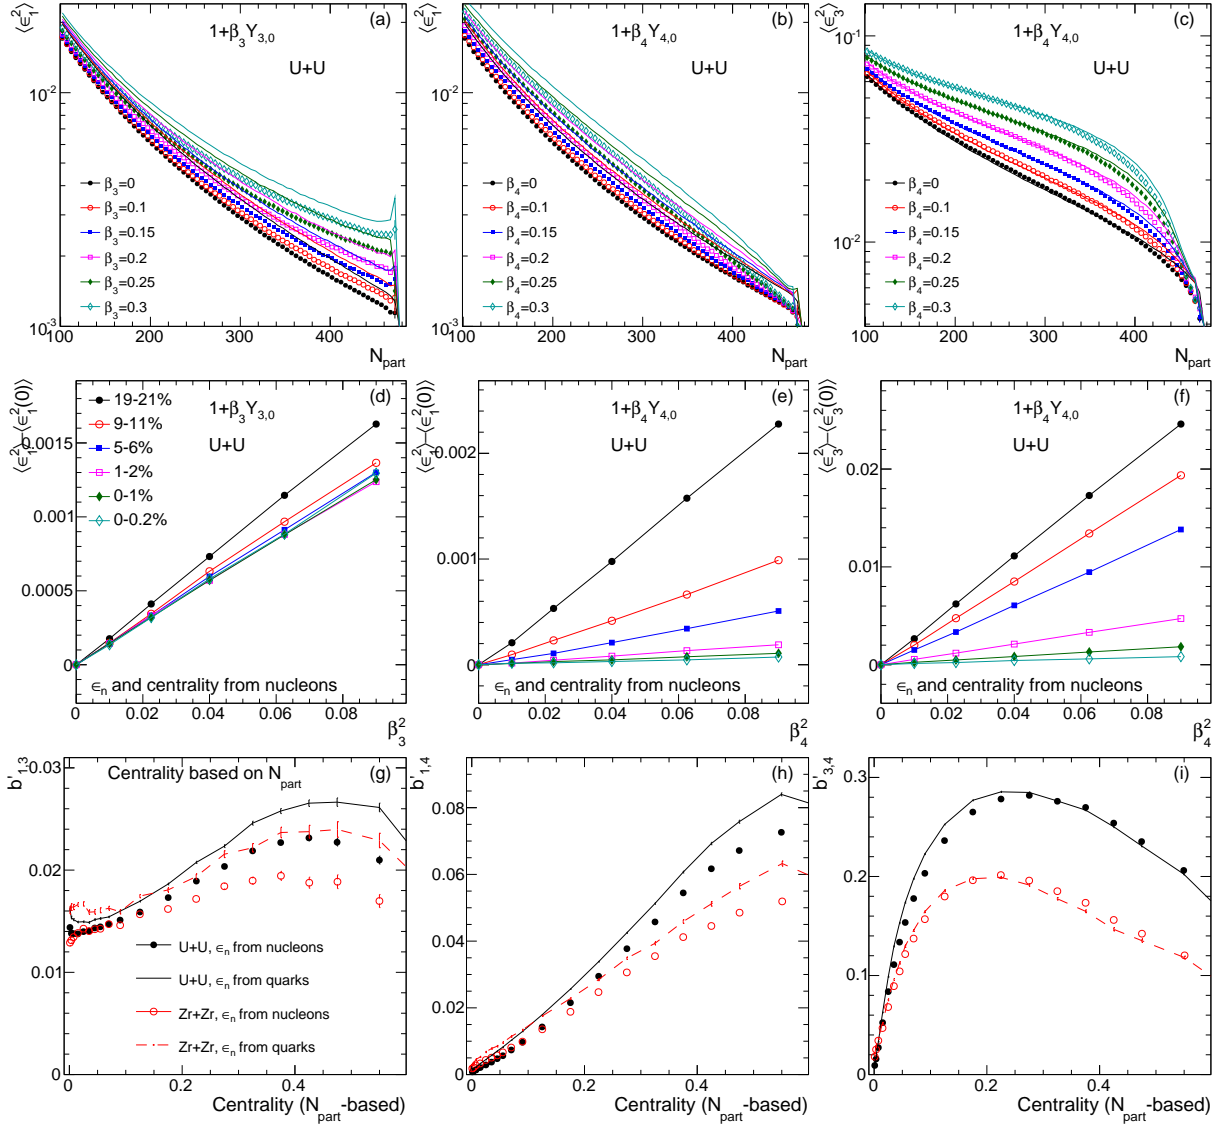 ⟨ϵ₁²⟩
(a)
1+β₃Y₃,₀
U+U
β₃=0
β₃=0.1
β₃=0.15
β₃=0.2
β₃=0.25
β₃=0.3
10⁻²
10⁻³
100 200 300 400
N_part
⟨ϵ₁²⟩
(b)
1+β₄Y₄,₀
U+U
β₄=0
β₄=0.1
β₄=0.15
β₄=0.2
β₄=0.25
β₄=0.3
10⁻²
10⁻³
100 200 300 400
N_part
⟨ϵ₃²⟩
(c)
1+β₄Y₄,₀
U+U
β₄=0
β₄=0.1
β₄=0.15
β₄=0.2
β₄=0.25
β₄=0.3
10⁻¹
10⁻²
100 200 300 400
N_part
⟨ϵ₁²⟩-⟨ϵ₁²(0)⟩
(d)
19-21%
9-11%
5-6%
1-2%
0-1%
0-0.2%
1+β₃Y₃,₀
U+U
0.0015
0.001
0.0005
0
ϵₙ and centrality from nucleons
0 0.02 0.04 0.06 0.08
β₃²
⟨ϵ₁²⟩-⟨ϵ₁²(0)⟩
(e)
1+β₄Y₄,₀
U+U
0.002
0.001
0
ϵₙ and centrality from nucleons
0 0.02 0.04 0.06 0.08
β₄²
⟨ϵ₃²⟩-⟨ϵ₃²(0)⟩
(f)
1+β₄Y₄,₀
U+U
0.02
0.01
0
ϵₙ and centrality from nucleons
0 0.02 0.04 0.06 0.08
β₄²
b'₁,₃
(g)
Centrality based on N_part
0.03
0.02
0.01
0
U+U, ϵₙ from nucleons
U+U, ϵₙ from quarks
Zr+Zr, ϵₙ from nucleons
Zr+Zr, ϵₙ from quarks
0 0.2 0.4
Centrality (N_part-based)
b'₁,₄
(h)
0.08
0.06
0.04
0.02
0
0 0.2 0.4
Centrality (N_part-based)
b'₃,₄
(i)
0.3
0.2
0.1
0
0 0.2 0.4
Centrality (N_part-based)